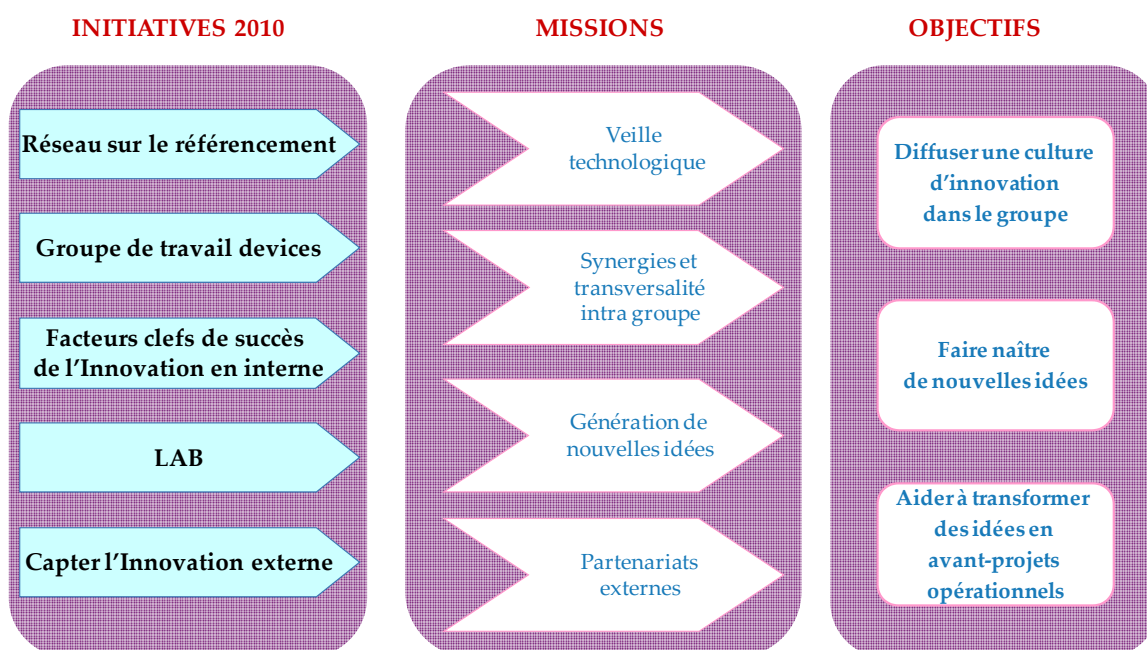 INITIATIVES 2010
Réseau sur le référencement
Groupe de travail devices
Facteurs clefs de succès
de l’Innovation en interne
LAB
Capter l’Innovation externe
MISSIONS
Veille
technologique
Synergies et
transversalité
intra groupe
Génération de
nouvelles idées
Partenariats
externes
OBJECTIFS
Diffuser une culture
d’innovation
dans le groupe
Faire naître
de nouvelles idées
Aider à transformer
des idées en
avant-projets
opérationnels